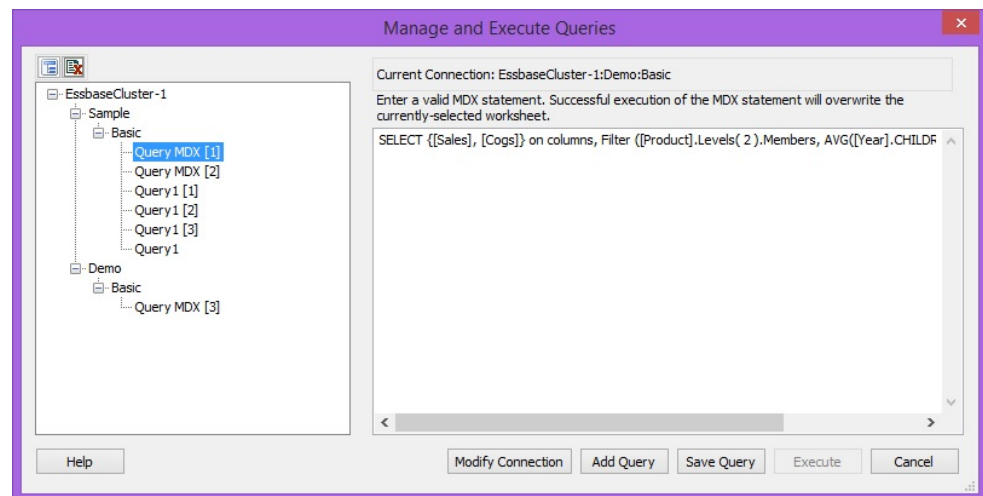 Manage and Execute Queries
EssbaseCluster-1
Sample
Basic
Query MDX [1]
Query MDX [2]
Query1 [1]
Query1 [2]
Query1 [3]
Query1
Demo
Basic
Query MDX [3]
Current Connection: EssbaseCluster-1:Demo:Basic
Enter a valid MDX statement. Successful execution of the MDX statement will overwrite the
currently-selected worksheet.
SELECT {[Sales], [Cogs]} on columns, Filter ([Product].Levels( 2 ).Members, AVG([Year].CHILDR
Help
Modify Connection
Add Query
Save Query
Execute
Cancel